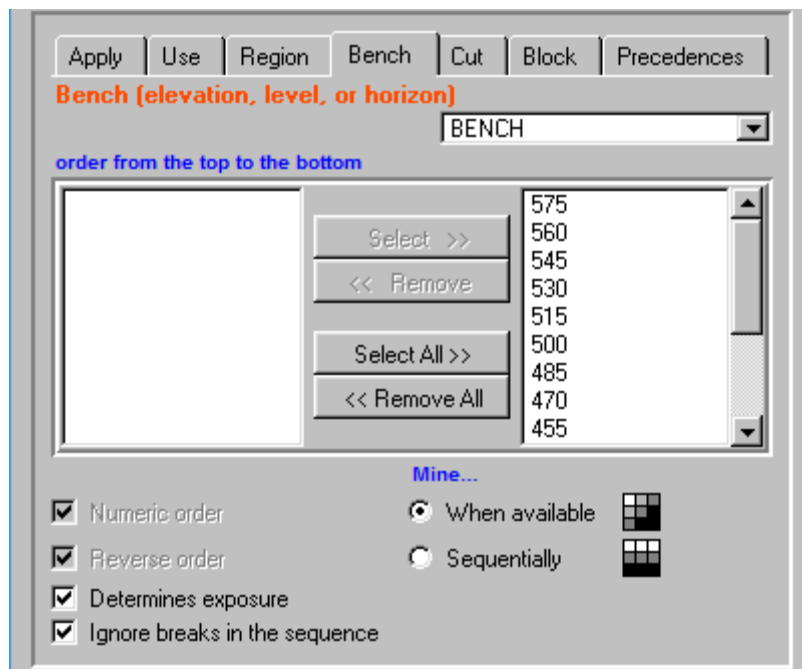 Apply Use Region Bench Cut Block Precedences
Bench (elevation, level, or horizon)
BENCH
order from the top to the bottom
Select >>
<< Remove
Select All >>
<< Remove All
575
560
545
530
515
500
485
470
455
Mine...
Numeric order
When available
Reverse order
Sequentially
Determines exposure
Ignore breaks in the sequence